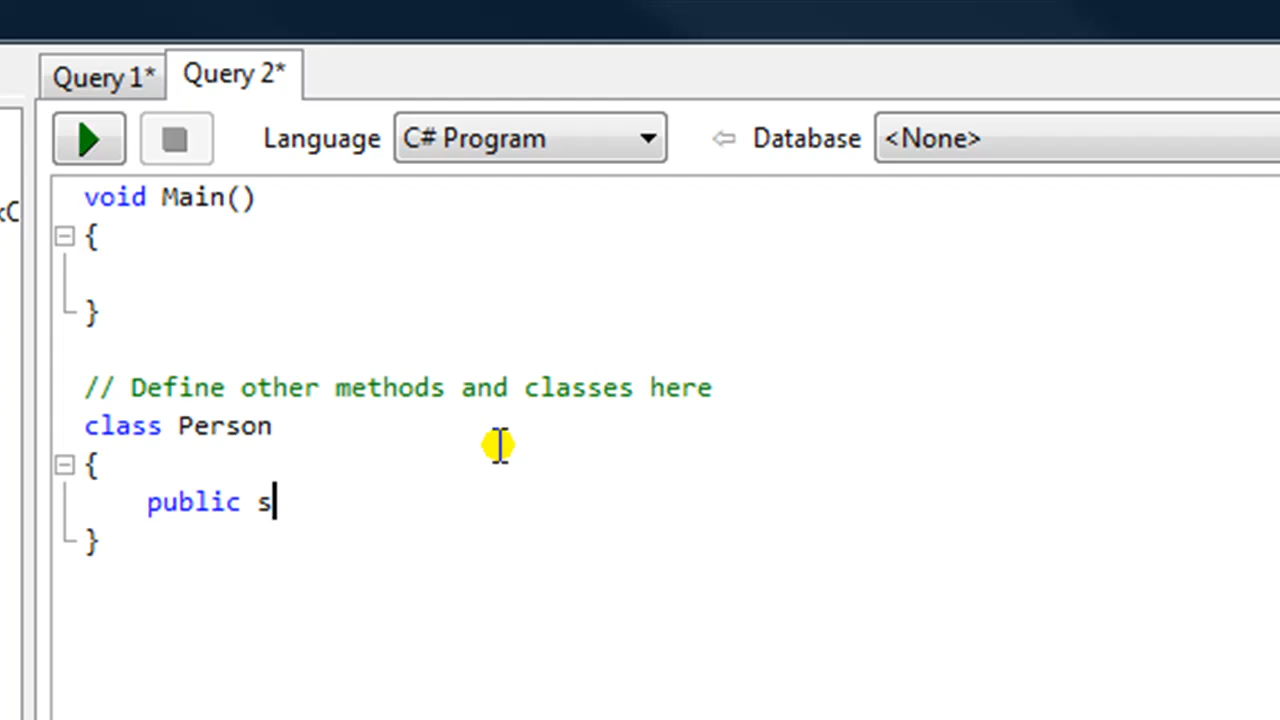 Query 1* Query 2*
Language C# Program Database <None>
void Main()
{
}
// Define other methods and classes here
class Person
{
public s
}